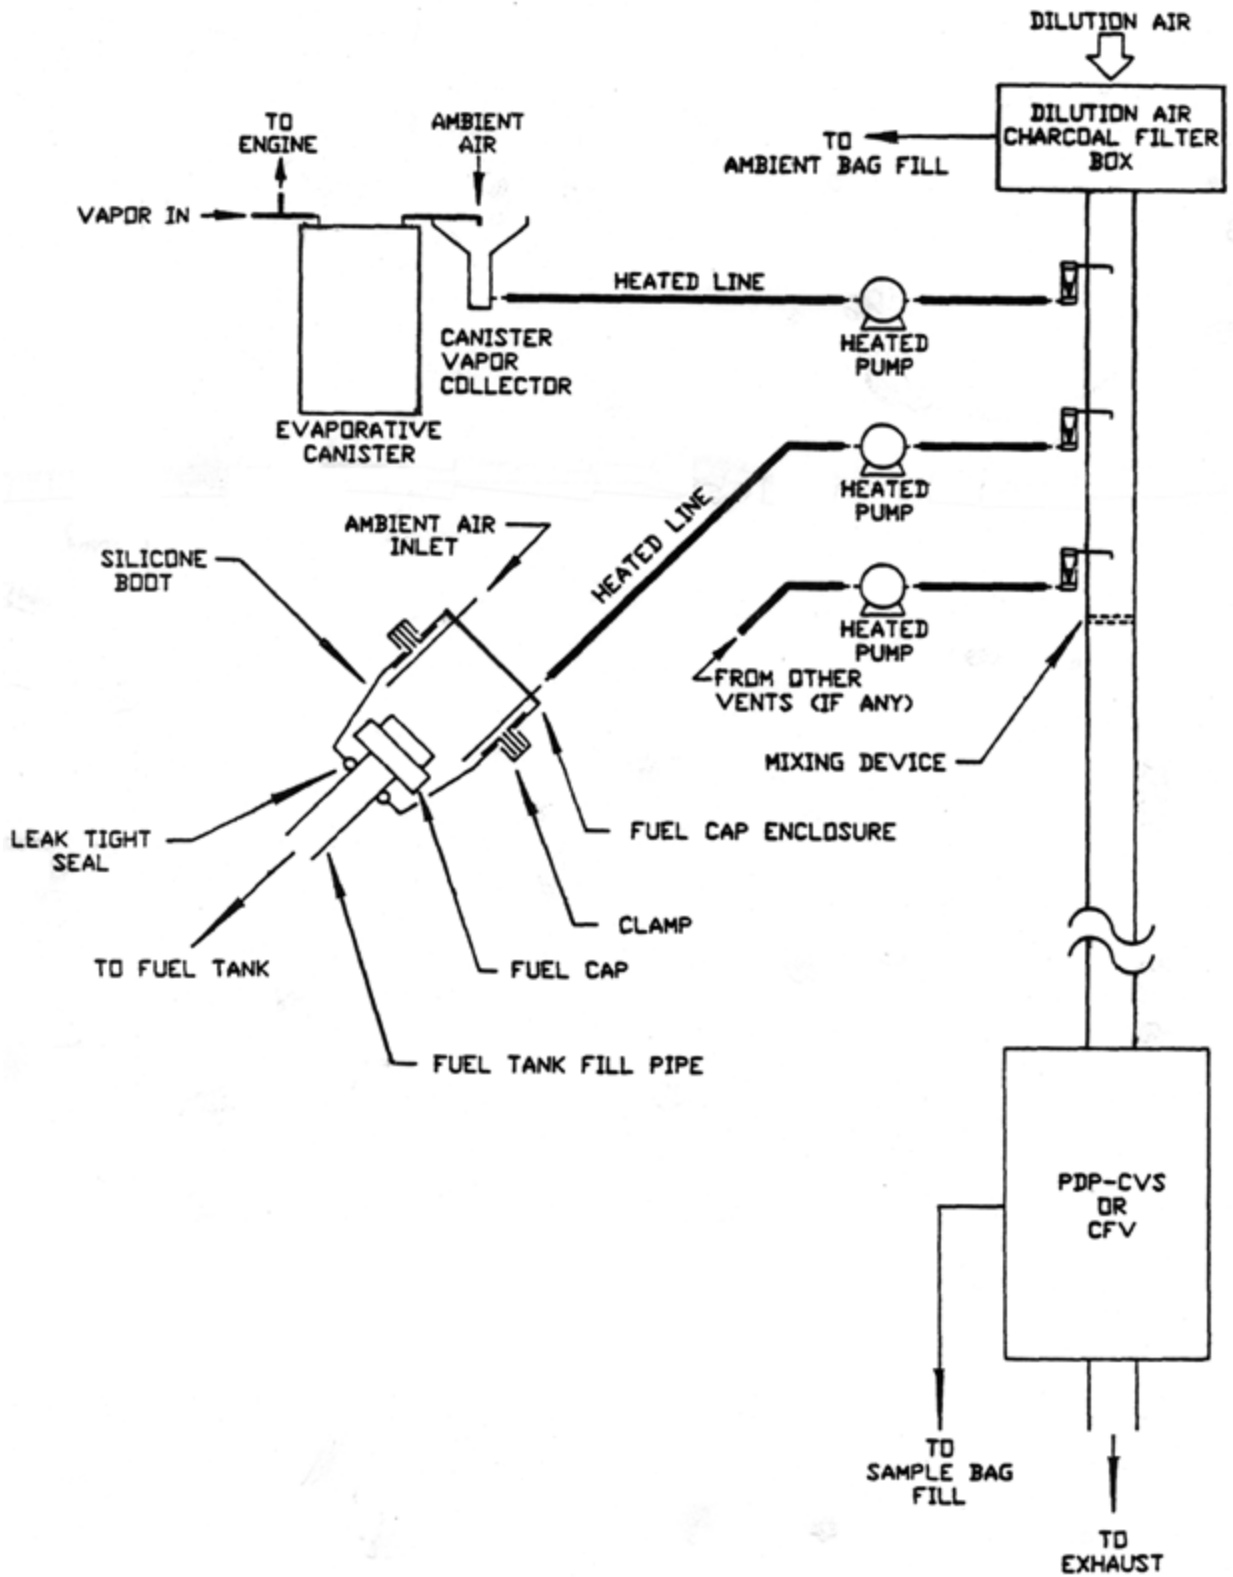 DILUTION AIR
DILUTION AIR
CHARCOAL FILTER
BOX
TO
AMBIENT BAG FILL
TO
ENGINE
AMBIENT
AIR
VAPOR IN
HEATED LINE
CANISTER
VAPOR
COLLECTOR
HEATED
PUMP
EVAPORATIVE
CANISTER
HEATED
PUMP
AMBIENT AIR
INLET
HEATED LINE
SILICONE
BOOT
HEATED
PUMP
FROM OTHER
VENTS (IF ANY)
MIXING DEVICE
LEAK TIGHT
SEAL
FUEL CAP ENCLOSURE
CLAMP
TO FUEL TANK
FUEL CAP
FUEL TANK FILL PIPE
PDP-CVS
OR
CFV
TO
SAMPLE BAG
FILL
TO
EXHAUST